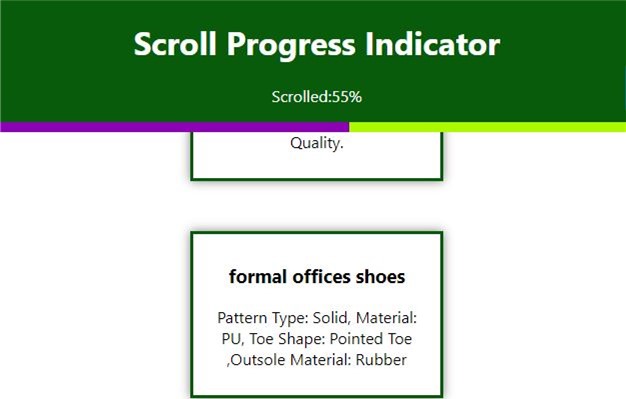 Scroll Progress Indicator
Scrolled:55%
Quality.
formal offices shoes
Pattern Type: Solid, Material:
PU, Toe Shape: Pointed Toe
,Outsole Material: Rubber